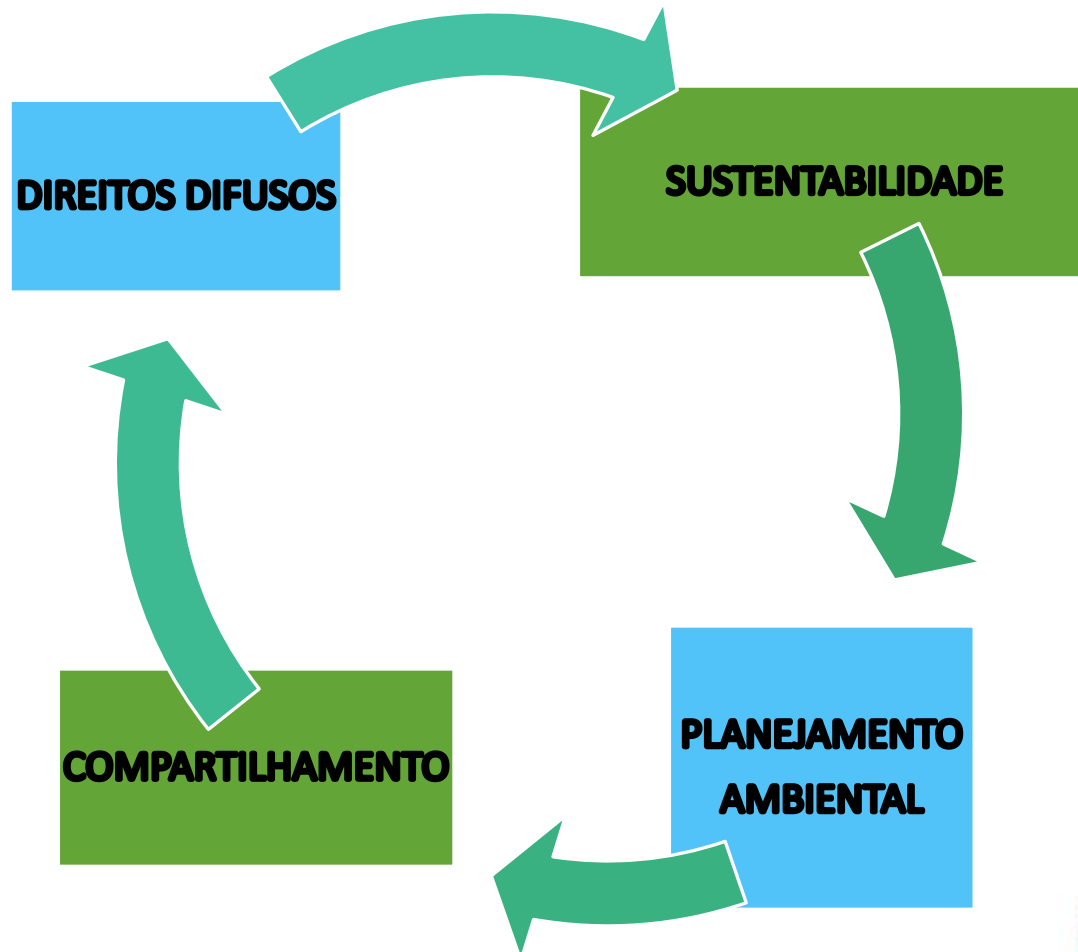 DIREITOS DIFUSOS
SUSTENTABILIDADE
PLANEJAMENTO
AMBIENTAL
COMPARTILHAMENTO